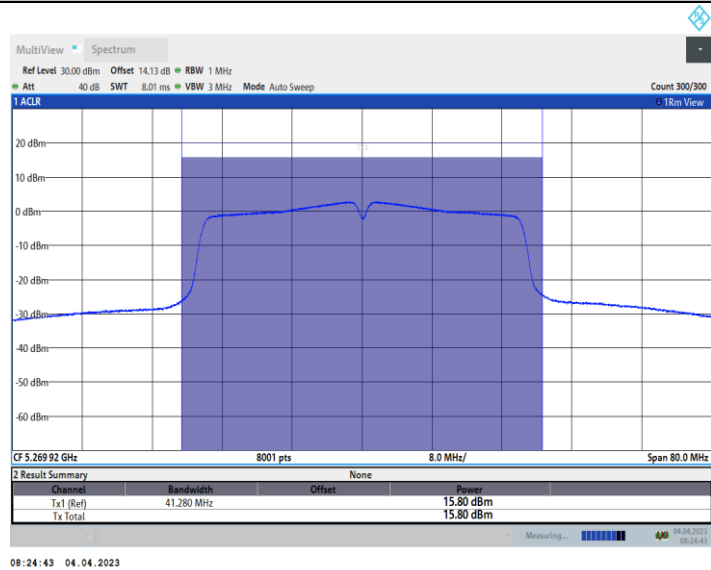 MultiView Spectrum
Ref Level 30.00 dBm Offset 14.13 dB RBW 1 MHz
Att 40 dB SWT 8.01 ms VBW 3 MHz Mode Auto Sweep Count 300/300
1 ACLR 1Rm View
20 dBm
10 dBm
0 dBm
-10 dBm
-20 dBm
-30 dBm
-40 dBm
-50 dBm
-60 dBm
CF 5.269 92 GHz 8001 pts 8.0 MHz/ Span 80.0 MHz
2 Result Summary None
Channel Bandwidth Offset Power
Tx1 (Ref) 41.280 MHz 15.80 dBm
Tx Total 15.80 dBm
Measuring... 04.04.2023
08:24:43
08:24:43 04.04.2023